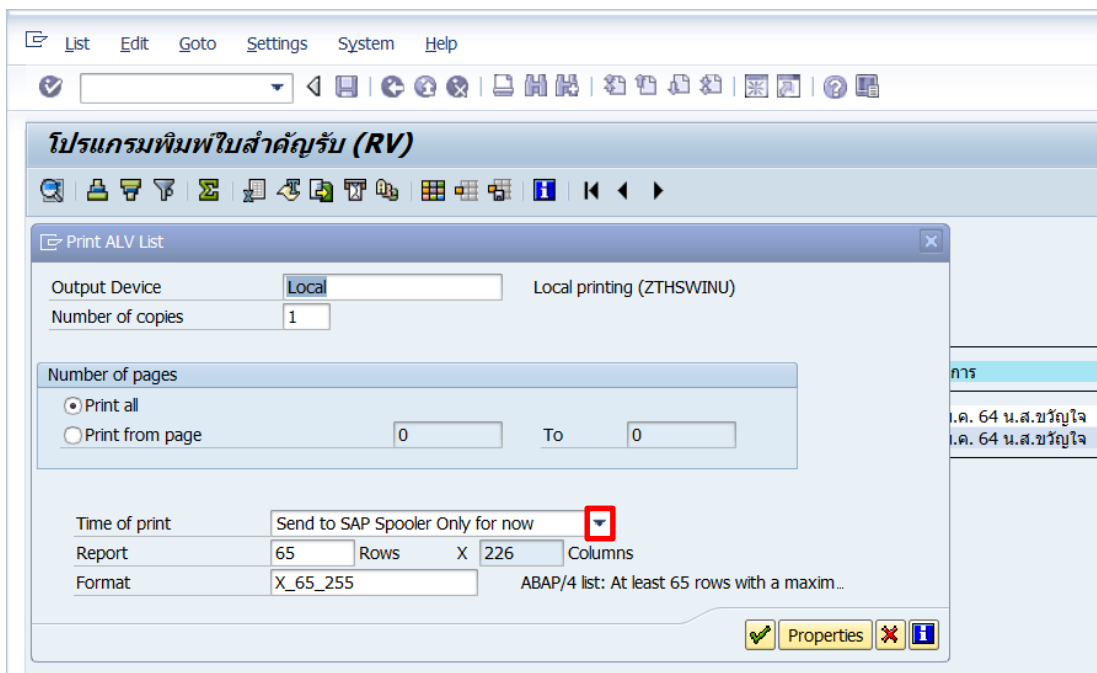 List Edit Goto Settings System Help
โปรแกรมพิมพ์ใบสำคัญรับ (RV)
Print ALV List
Output Device Local Local printing (ZTHSWINU)
Number of copies 1
Number of pages
การ
Print all
.ค. 64 น.ส.ขวัญใจ
Print from page 0 To 0
.ค. 64 น.ส.ขวัญใจ
Time of print Send to SAP Spooler Only for now
Report 65 Rows X 226 Columns
Format X_65_255 ABAP/4 list: At least 65 rows with a maxim...
Properties